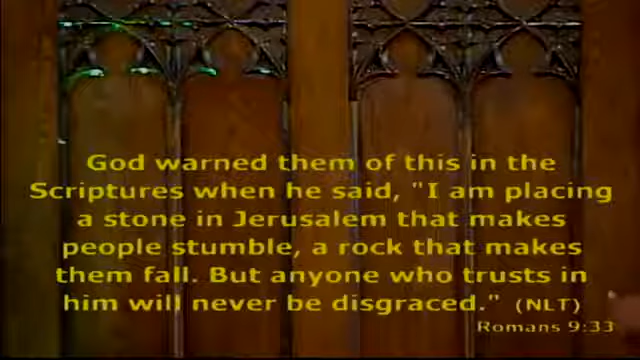 God warned them of this in the
Scriptures when he said, "I am placing
a stone in Jerusalem that makes
people stumble, a rock that makes
them fall. But anyone who trusts in
him will never be disgraced." (NLT)
Romans 9:33